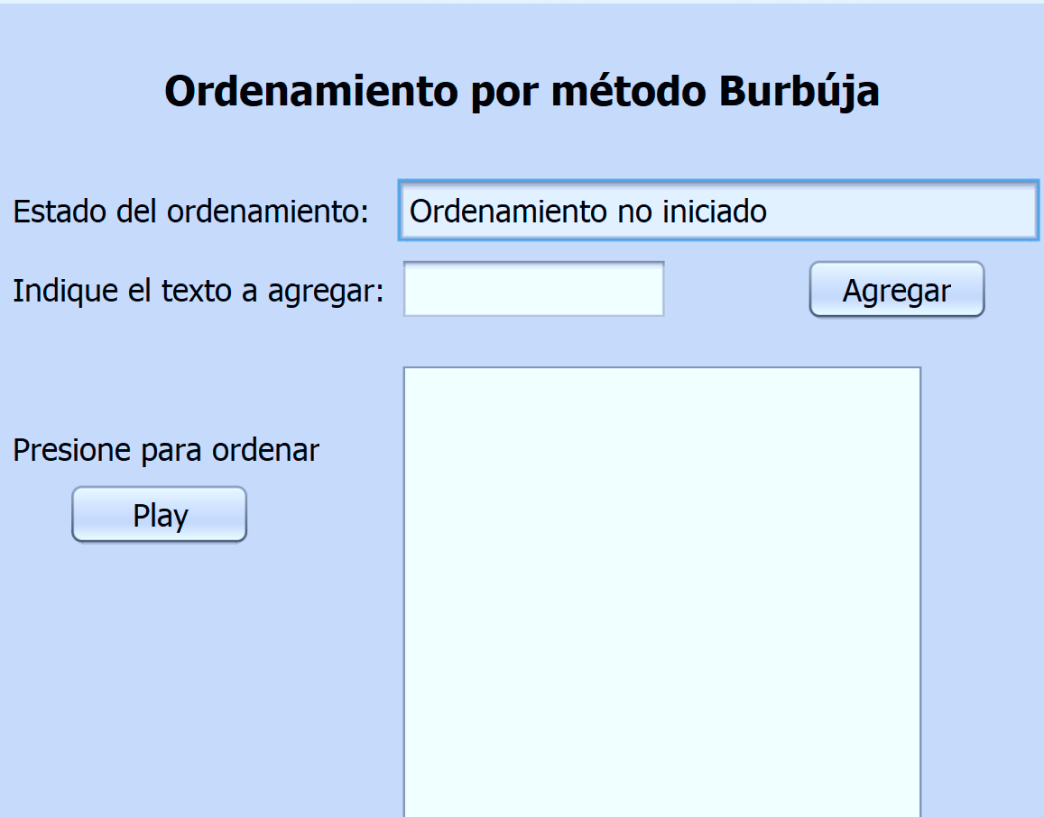 Ordenamiento por método Burbúja
Estado del ordenamiento: Ordenamiento no iniciado
Indique el texto a agregar: Agregar
Presione para ordenar
Play